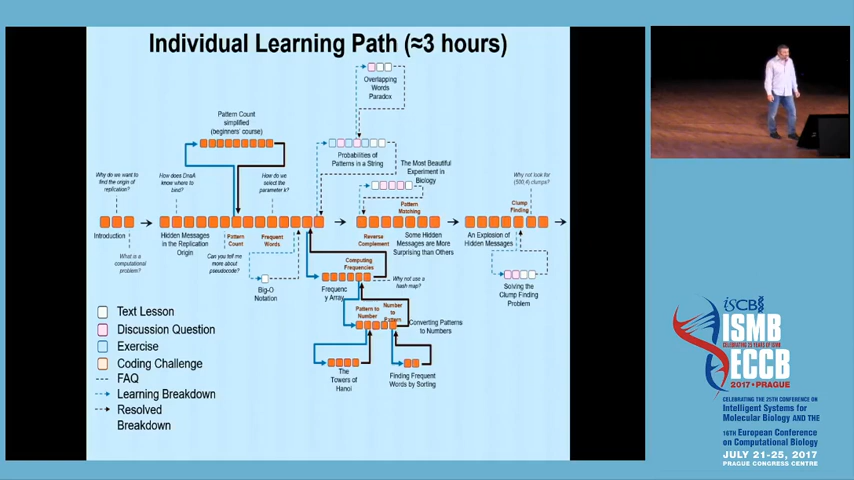 Individual Learning Path (≈3 hours)
Overlapping
Words
Paradox
Pattern Count
simplified
(beginners' course)
Probabilities of
Patterns in a String
The Most Beautiful
Experiment in
Biology
Why do we want to
find the origin of
replication?
How does DnaA
know where to
bind?
How do we
select the
parameter k?
Why not look for
(500,4) clumps?
Pattern
Matching
Clump
Finding
Introduction
Hidden Messages
in the Replication
Origin
Pattern
Count
Frequent
Words
Reverse
Complement
Some Hidden
Messages are More
Surprising than Others
An Explosion of
Hidden Messages
What is a
computational
problem?
Can you tell
me more about
pseudocode?
Computing
Frequencies
Big-O
Notation
Frequenc
y Array
Why not use a
hash map?
Solving the
Clump Finding
Problem
Pattern to
Number
Number
to
Pattern
Converting Patterns
to Numbers
The
Towers of
Hanoi
Finding Frequent
Words by Sorting
Text Lesson
Discussion Question
Exercise
Coding Challenge
FAQ
Learning Breakdown
Resolved
Breakdown
iSCB
ISMB
CELEBRATING 25 YEARS OF ISMB
ECCB
2017 • PRAGUE
CELEBRATING THE 25TH CONFERENCE ON
Intelligent Systems for
Molecular Biology AND THE
16TH European Conference
on Computational Biology
JULY 21-25, 2017
PRAGUE CONGRESS CENTRE